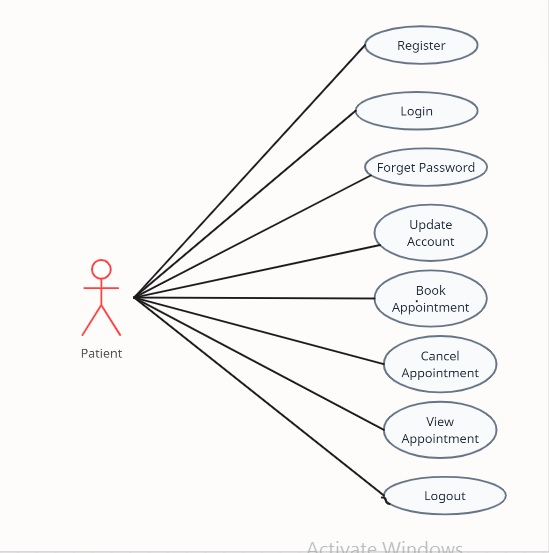 Register
Login
Forget Password
Update
Account
Book
Appointment
Patient
Cancel
Appointment
View
Appointment
Logout
Activate Windows